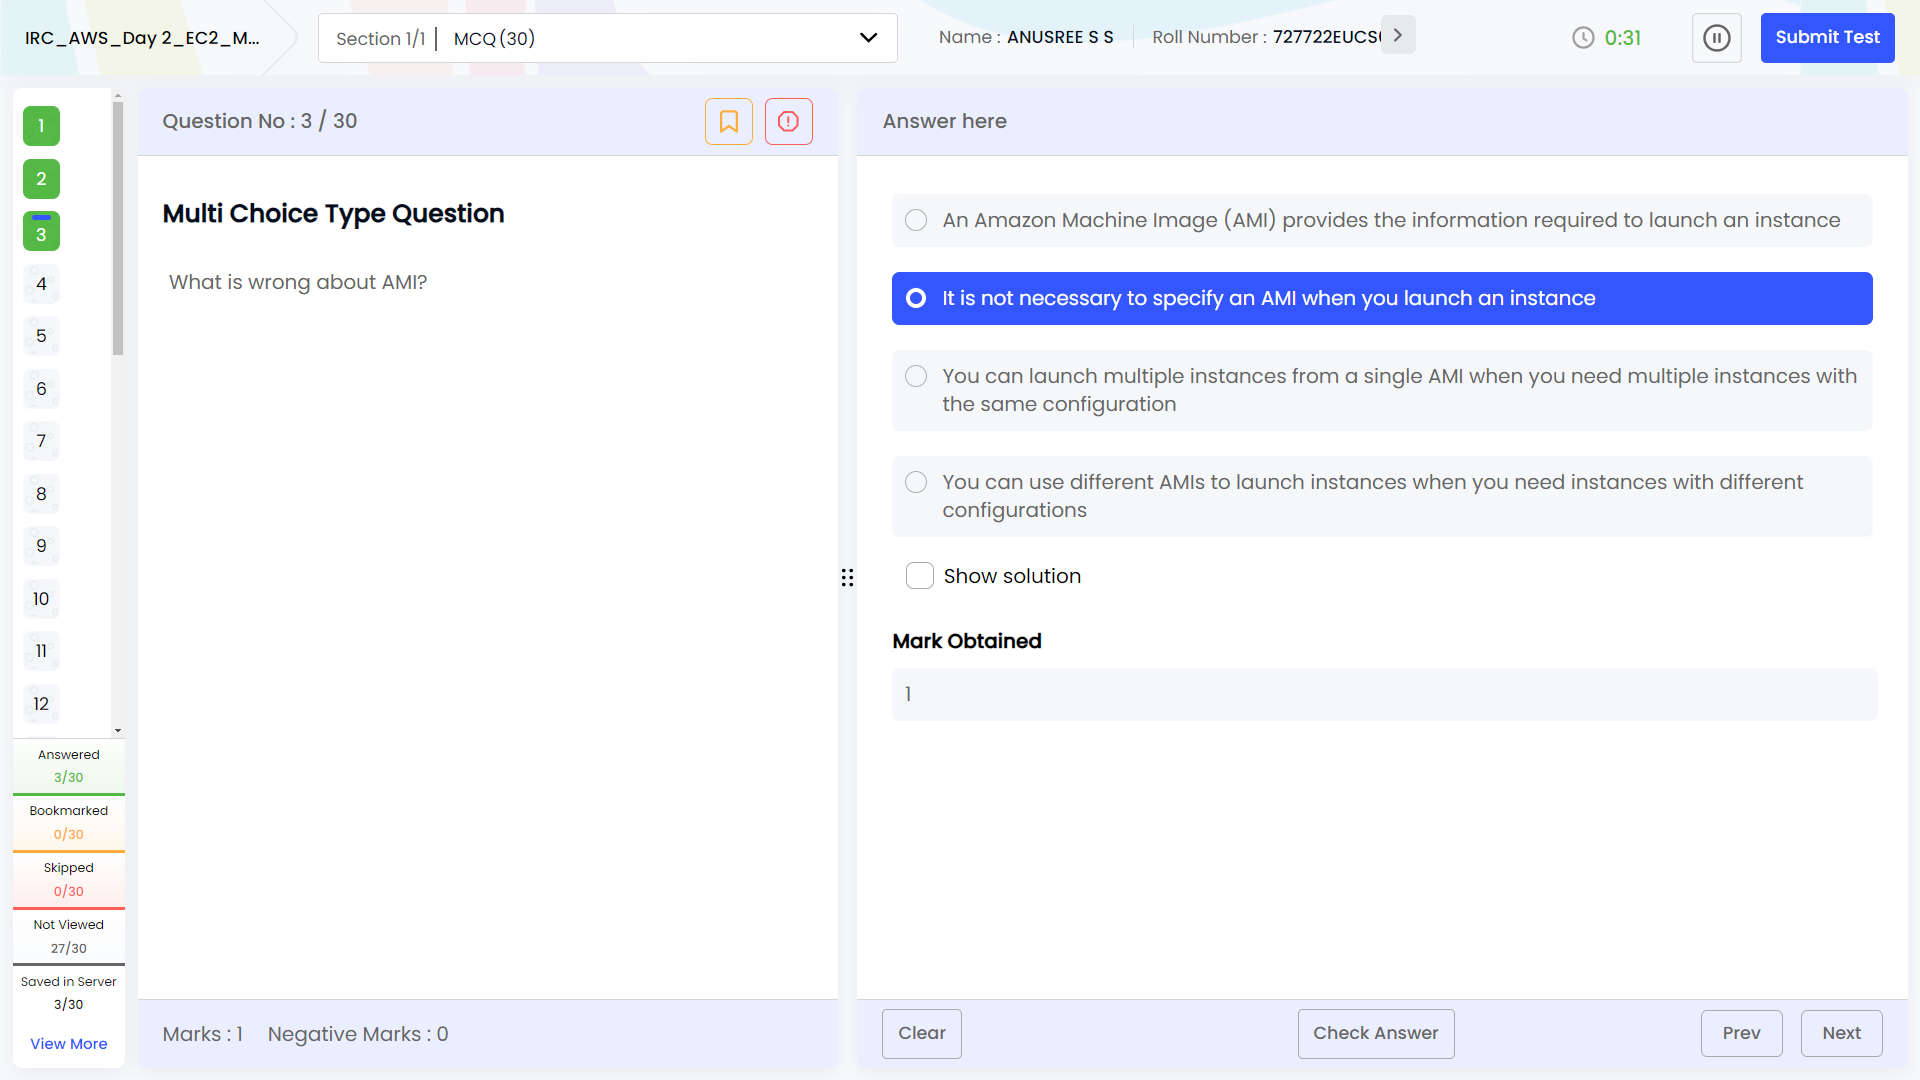 IRC_AWS_Day 2_EC2_M...
Section 1/1 | MCQ (30)
Name : ANUSREE S S
Roll Number : 727722EUCS
0:31
Submit Test
1
2
3
4
5
6
7
8
9
10
11
12
Answered
3/30
Bookmarked
0/30
Skipped
0/30
Not Viewed
27/30
Saved in Server
3/30
View More
Question No : 3 / 30
Multi Choice Type Question
What is wrong about AMI?
Marks : 1 Negative Marks : 0
Answer here
An Amazon Machine Image (AMI) provides the information required to launch an instance
It is not necessary to specify an AMI when you launch an instance
You can launch multiple instances from a single AMI when you need multiple instances with
the same configuration
You can use different AMIs to launch instances when you need instances with different
configurations
Show solution
Mark Obtained
1
Clear
Check Answer
Prev
Next